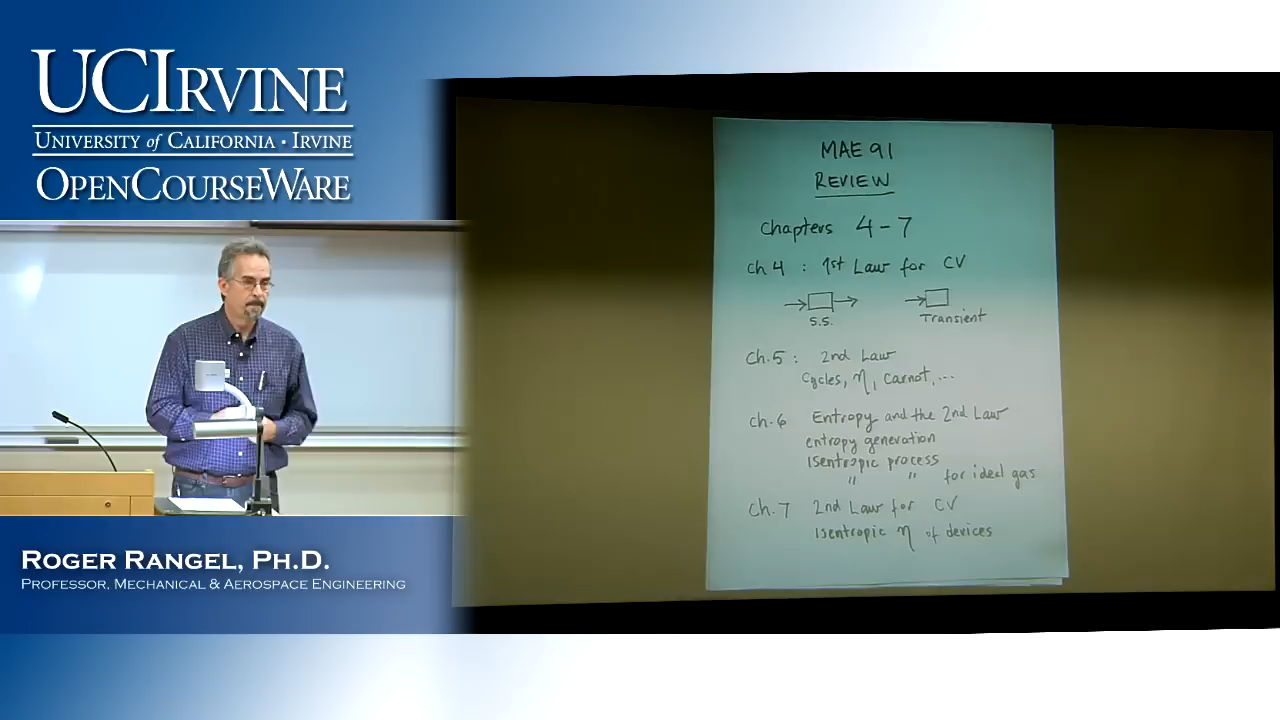 UCIRVINE
UNIVERSITY of CALIFORNIA · IRVINE
OPENCOURSEWARE
ROGER RANGEL, PH.D.
PROFESSOR, MECHANICAL & AEROSPACE ENGINEERING
MAE 91
REVIEW
Chapters 4-7
Ch 4 : 1st Law for CV
S.S. Transient
Ch.5 : 2nd Law
Cycles, η, Carnot, ...
Ch.6 Entropy and the 2nd Law
entropy generation
Isentropic process
" " for ideal gas
Ch.7 2nd Law for CV
Isentropic η of devices